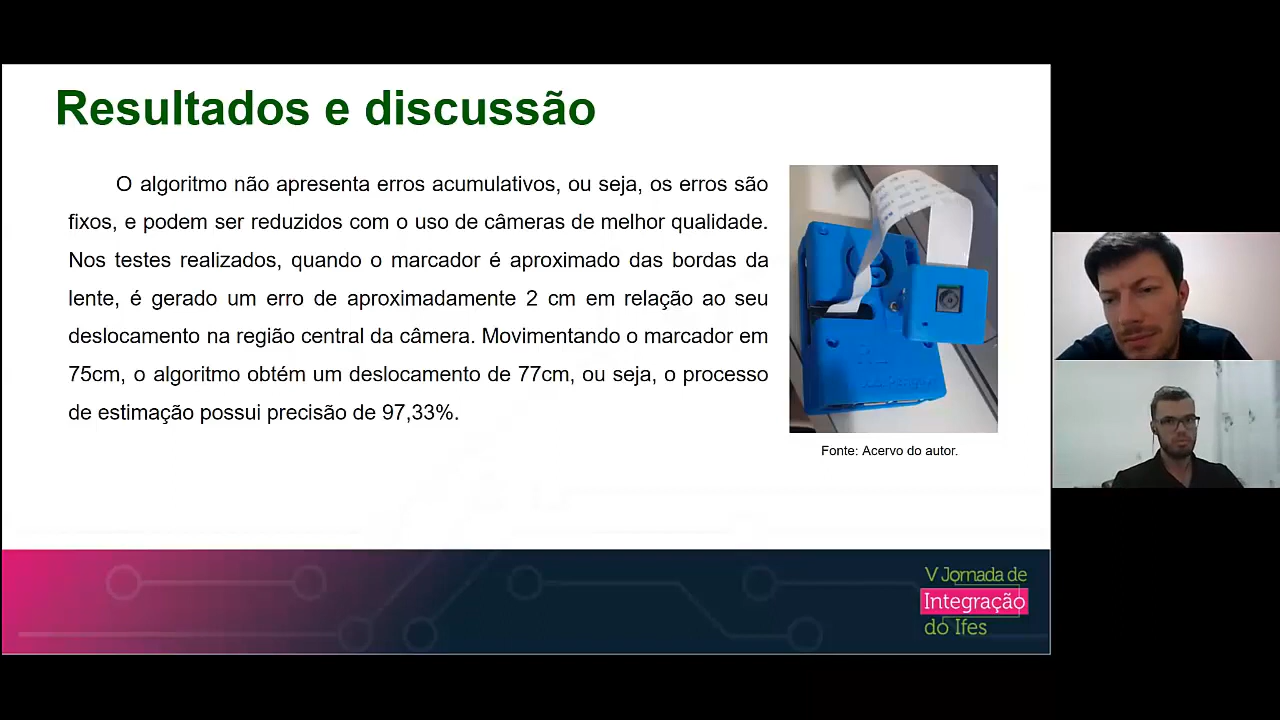 Resultados e discussão
O algoritmo não apresenta erros acumulativos, ou seja, os erros são
fixos, e podem ser reduzidos com o uso de câmeras de melhor qualidade.
Nos testes realizados, quando o marcador é aproximado das bordas da
lente, é gerado um erro de aproximadamente 2 cm em relação ao seu
deslocamento na região central da câmera. Movimentando o marcador em
75cm, o algoritmo obtém um deslocamento de 77cm, ou seja, o processo
de estimação possui precisão de 97,33%.
Fonte: Acervo do autor.
V Jornada de
Integração
do Ifes